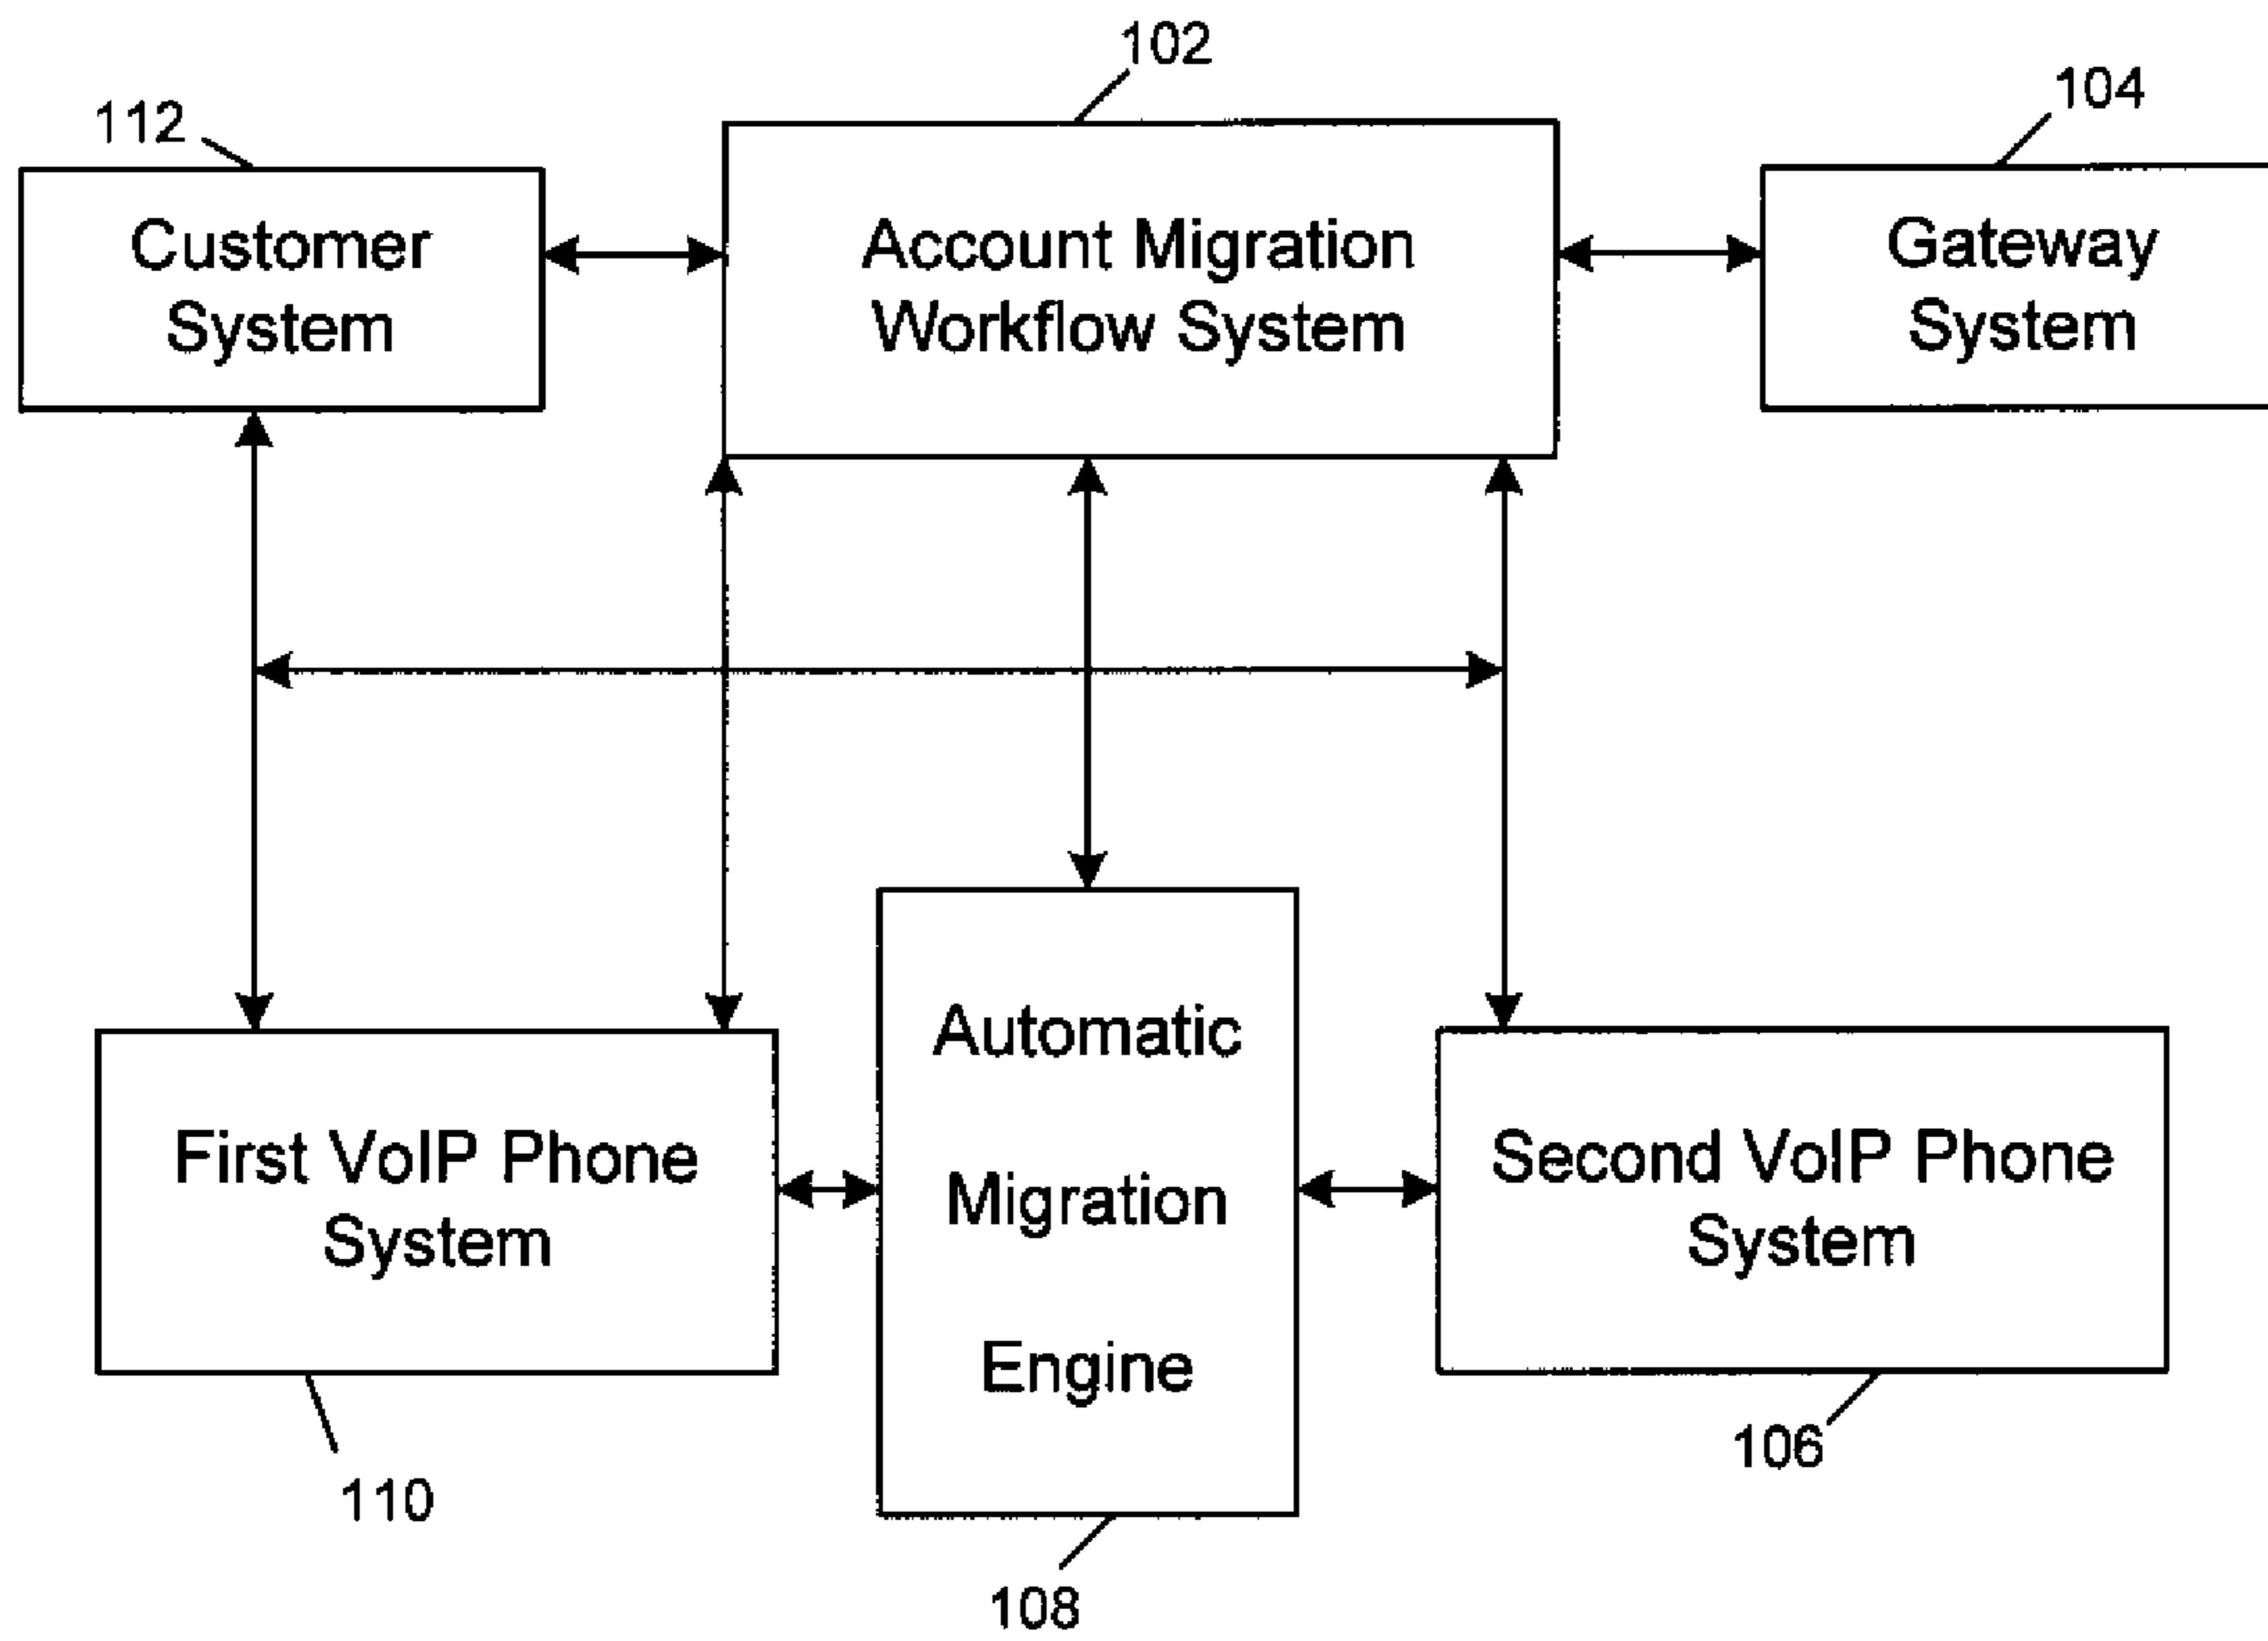 102
104
112
Customer
System
Account Migration
Workflow System
Gateway
System
First VoIP Phone
System
Automatic
Migration
Engine
Second VoIP Phone
System
106
110
108